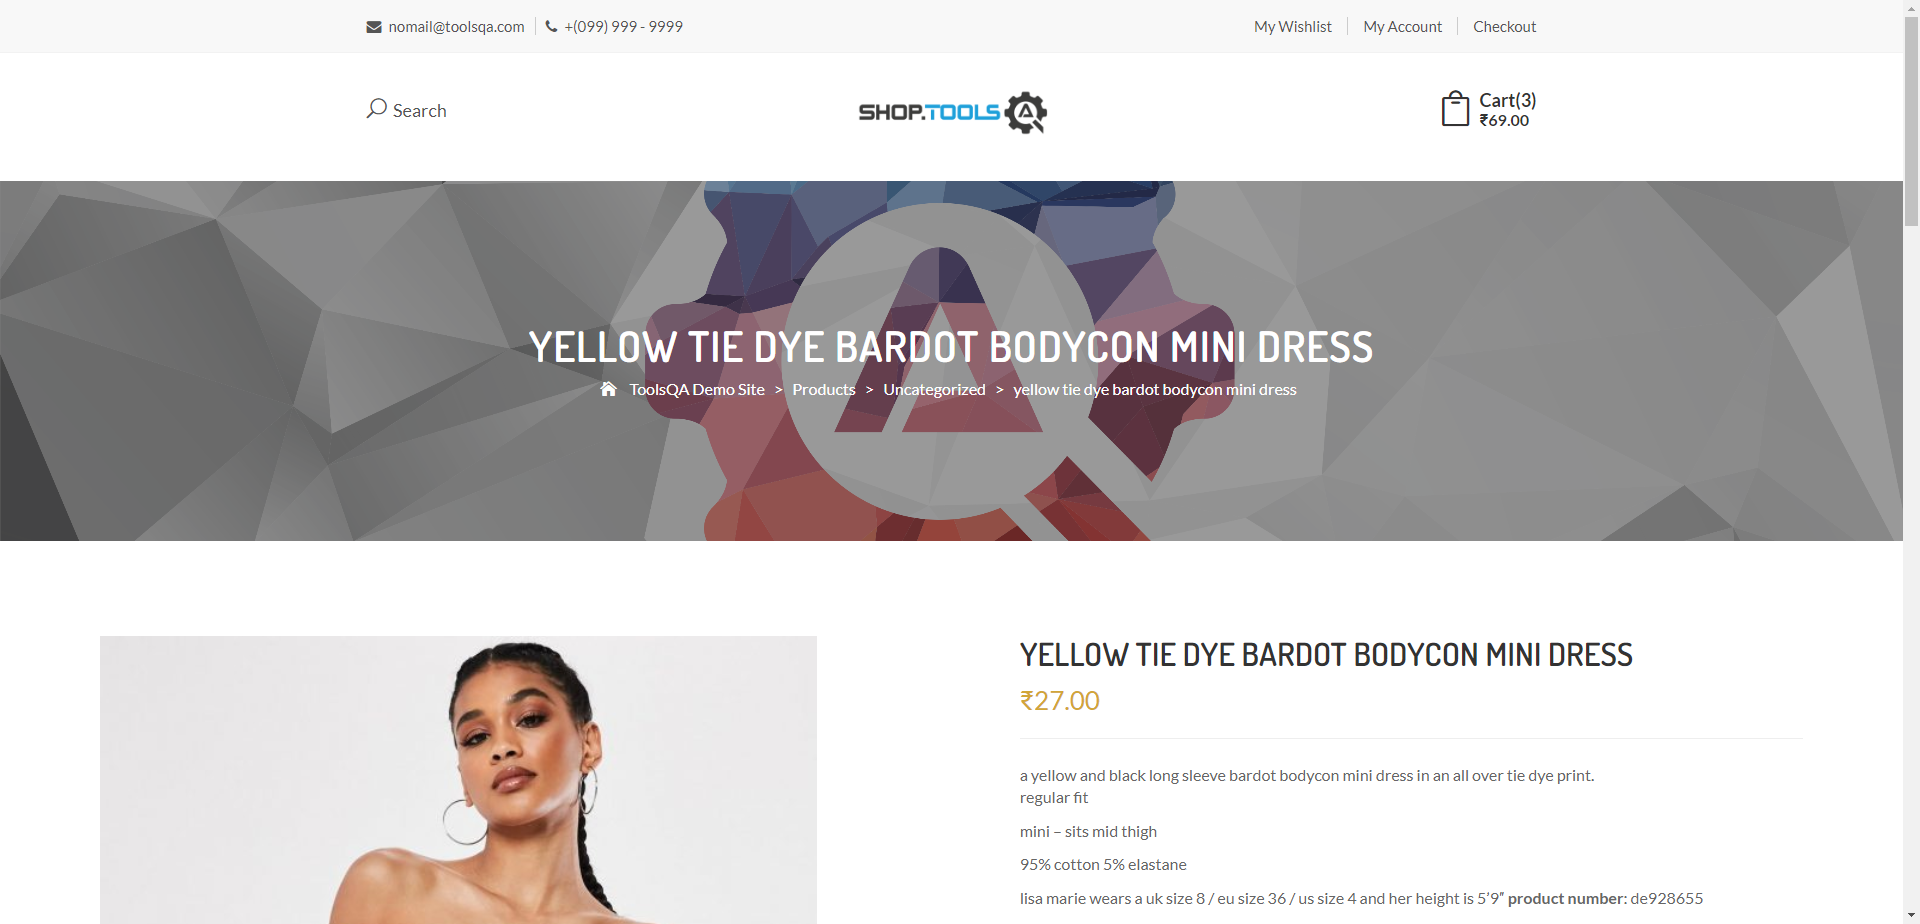 nomail@toolsqa.com
+(099) 999 - 9999
My Wishlist
My Account
Checkout
Search
SHOP.TOOLS
Cart(3)
₹69.00
YELLOW TIE DYE BARDOT BODYCON MINI DRESS
ToolsQA Demo Site > Products > Uncategorized > yellow tie dye bardot bodycon mini dress
YELLOW TIE DYE BARDOT BODYCON MINI DRESS
₹27.00
a yellow and black long sleeve bardot bodycon mini dress in an all over tie dye print.
regular fit
mini – sits mid thigh
95% cotton 5% elastane
lisa marie wears a uk size 8 / eu size 36 / us size 4 and her height is 5’9” product number: de928655